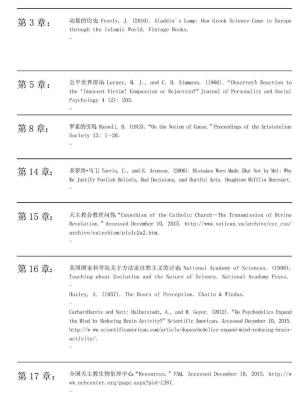 第 3 章：
动量的历史 Freely, J. (2010). Aladdin's Lamp: How Greek Science Came to Europe
through the Islamic World. Vintage Books.
第 5 章：
公平世界谬误 Lerner, M. J., and C. H. Simmons. (1966). "Observer's Reaction to
the 'Innocent Victim': Compassion or Rejection?" Journal of Personality and Social
Psychology 4 (2): 203.
第 8 章：
罗素的引用 Russell, B. (1913). "On the Notion of Cause." Proceedings of the Aristotelian
Society 13: 1-26.
第 14 章：
多萝西·马丁 Tavris, C., and E. Aronson. (2006). Mistakes Were Made (But Not by Me): Why
We Justify Foolish Beliefs, Bad Decisions, and Hurtful Acts. Houghton Mifflin Harcourt.
第 15 章：
天主教会教理问答 "Catechism of the Catholic Church—The Transmission of Divine
Revelation." Accessed December 10, 2015. http://www.vatican.va/
archive/ccc_css/
archive/catechism/p1s1c2a2.htm.
第 16 章：
美国国家科学院关于方法论自然主义的讨论 National Academy of Sciences. (1998).
Teaching about Evolution and the Nature of Science. National Academy Press.
Huxley, A. (1957). The Doors of Perception. Chatto & Windus.
CarhartHarris and Nutt: Halberstadt, A., and M. Geyer. (2012). "Do Psychedelics Expand
the Mind by Reducing Brain Activity?" Scientific American. Accessed December 10, 2015.
http://www.scientificamerican.com/article/dopsychedelics-expand-mind-reducing-brain-
activity/.
第 17 章：
全国天主教生物伦理中心 "Resources." FAQ. Accessed December 10, 2015. http://w
ww.ncbcenter.org/page.aspx?pid=1287.